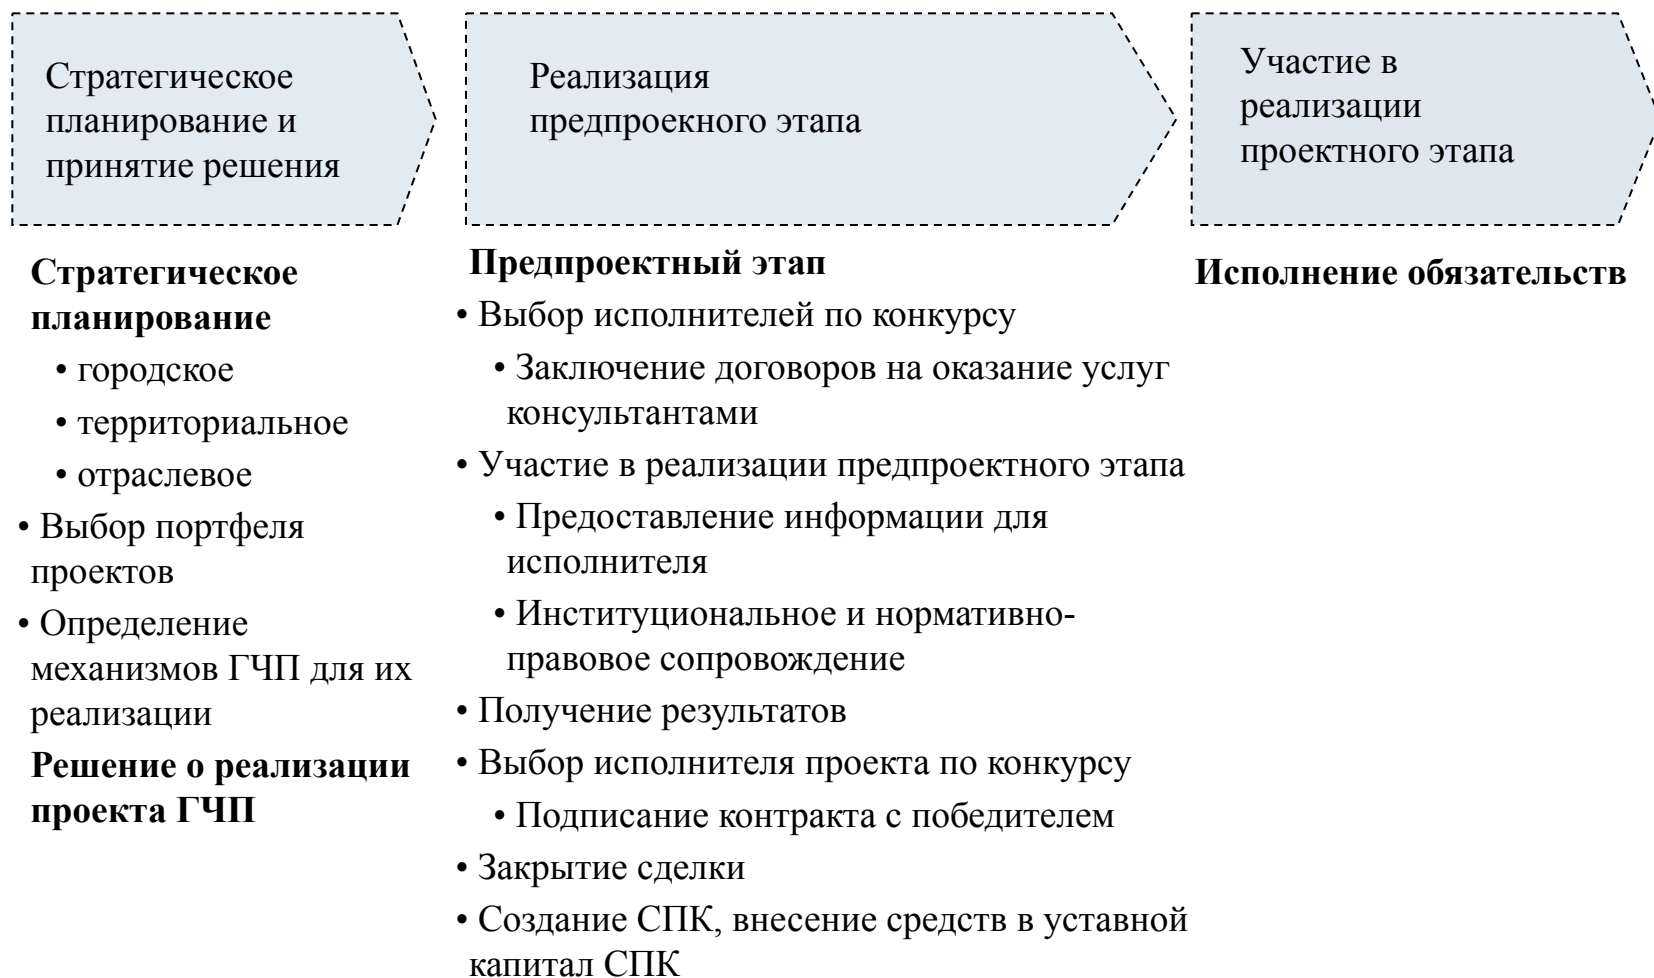 Стратегическое
планирование и
принятие решения
Реализация
предпроекного этапа
Участие в
реализации
проектного этапа
Стратегическое
планирование
• городское
• территориальное
• отраслевое
• Выбор портфеля
проектов
• Определение
механизмов ГЧП для их
реализации
Решение о реализации
проекта ГЧП
Предпроектный этап
• Выбор исполнителей по конкурсу
• Заключение договоров на оказание услуг
консультантами
• Участие в реализации предпроектного этапа
• Предоставление информации для
исполнителя
• Институциональное и нормативно-
правовое сопровождение
• Получение результатов
• Выбор исполнителя проекта по конкурсу
• Подписание контракта с победителем
• Закрытие сделки
• Создание СПК, внесение средств в уставной
капитал СПК
Исполнение обязательств